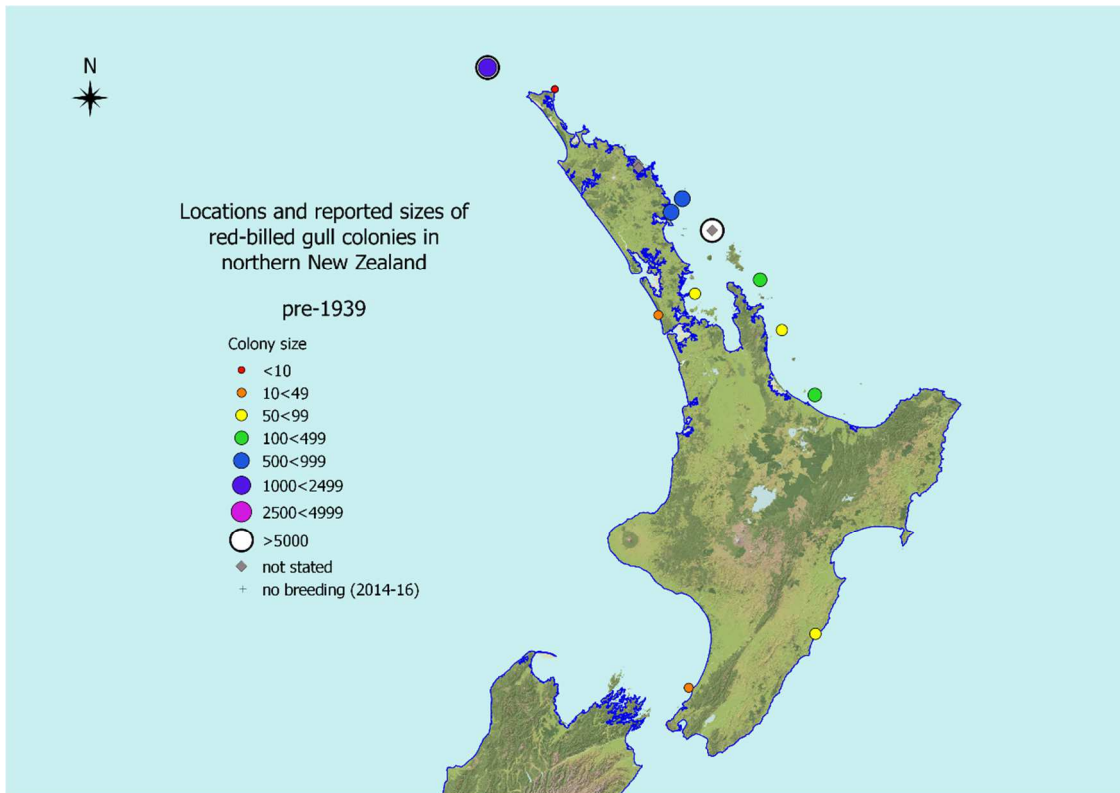 N
Locations and reported sizes of
red-billed gull colonies in
northern New Zealand
pre-1939
Colony size
<10
10<49
50<99
100<499
500<999
1000<2499
2500<4999
>5000
not stated
no breeding (2014-16)